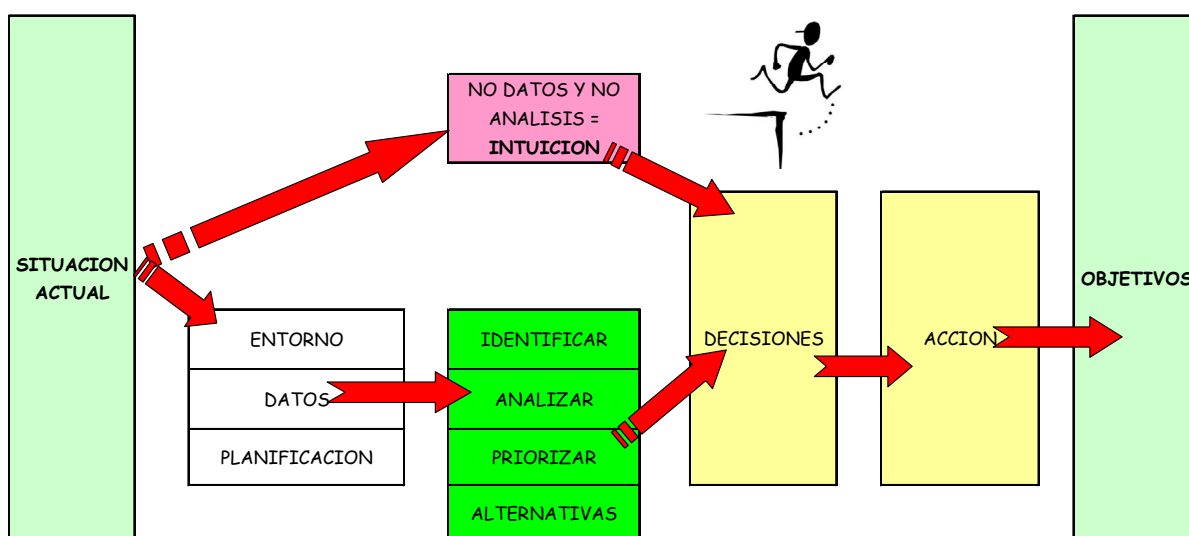 NO DATOS Y NO
ANALISIS =
INTUICION
SITUACION
ACTUAL
ENTORNO
DATOS
PLANIFICACION
IDENTIFICAR
ANALIZAR
PRIORIZAR
ALTERNATIVAS
DECISIONES
ACCION
OBJETIVOS